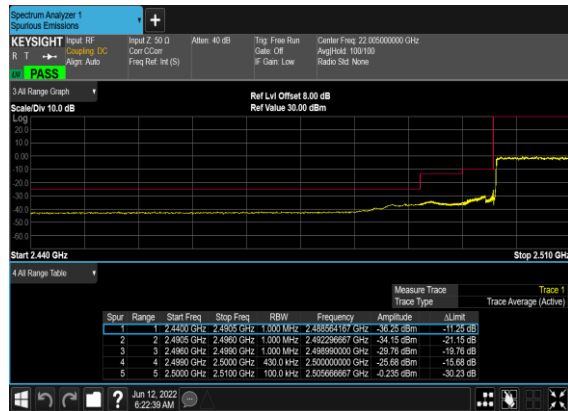 Spectrum Analyzer 1
Spurious Emissions
KEYSIGHT Input: RF Input Z: 50 Ω Atten: 40 dB Trig: Free Run Center Freq: 22.005000000 GHz
R T Coupling: DC Corr CCorr Gate: Off Avg|Hold: 100/100
Align: Auto Freq Ref: Int (S) IF Gain: Low Radio Std: None
LVI PASS
3 All Range Graph
Ref Lvl Offset 8.00 dB
Scale/Div 10.0 dB Ref Value 30.00 dBm
Log
20.0
10.0
0.00
-10.0
-20.0
-30.0
-40.0
-50.0
-60.0
Start 2.440 GHz Stop 2.510 GHz
4 All Range Table
Measure Trace Trace 1
Trace Type Trace Average (Active)
Spur Range Start Freq Stop Freq RBW Frequency Amplitude ΔLimit
1 1 2.4400 GHz 2.4905 GHz 1.000 MHz 2.488564167 GHz -36.25 dBm -11.25 dB
2 2 2.4905 GHz 2.4960 GHz 1.000 MHz 2.492296667 GHz -34.15 dBm -21.15 dB
3 3 2.4960 GHz 2.4990 GHz 1.000 MHz 2.498990000 GHz -29.76 dBm -19.76 dB
4 4 2.4990 GHz 2.5000 GHz 430.0 kHz 2.500000000 GHz -25.68 dBm -15.68 dB
5 5 2.5000 GHz 2.5100 GHz 100.0 kHz 2.505666667 GHz -0.235 dBm -30.23 dB
Jun 12, 2022
6:22:39 AM